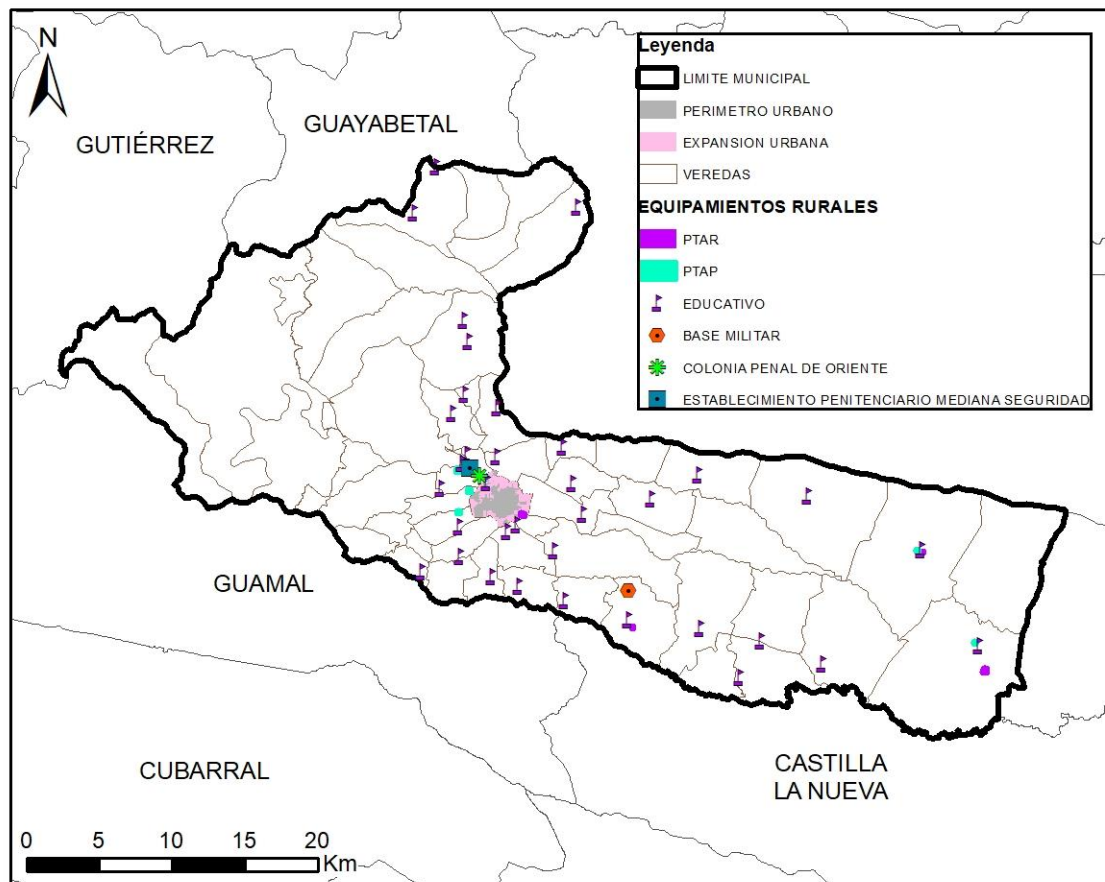 N
GUTIÉRREZ
GUAYABETAL
GUAMAL
CUBARRAL
CASTILLA
LA NUEVA
Leyenda
LIMITE MUNICIPAL
PERIMETRO URBANO
EXPANSION URBANA
VEREDAS
EQUIPAMIENTOS RURALES
PTAR
PTAP
EDUCATIVO
BASE MILITAR
COLONIA PENAL DE ORIENTE
ESTABLECIMIENTO PENITENCIARIO MEDIANA SEGURIDAD
0 5 10 15 20
Km